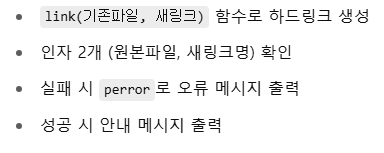 link(기존파일, 새링크) 함수로 하드링크 생성
인자 2개 (원본파일, 새링크명) 확인
실패 시 perror로 오류 메시지 출력
성공 시 안내 메시지 출력